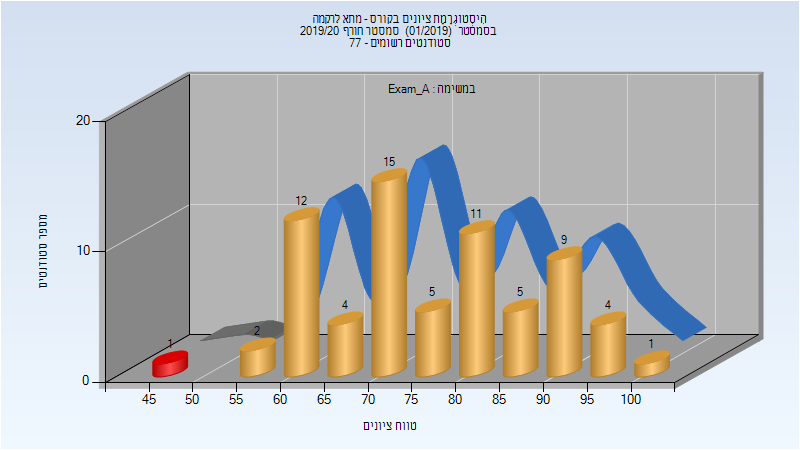 היסטוגרמת ציונים בקורס - מתא לרקמה
בסמסטר (01/2019) סמסטר חורף 2019/20
סטודנטים רשומים - 77
במשימה : Exam_A
מספר סטודנטים
20
10
0
1
2
12
4
15
5
11
5
9
4
1
45 50 55 60 65 70 75 80 85 90 95 100
טווח ציונים